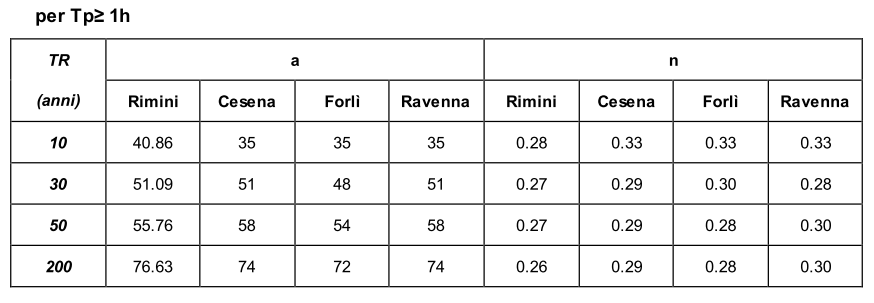 per Tp≥ 1h
TR a n
(anni) Rimini Cesena Forlì Ravenna Rimini Cesena Forlì Ravenna
10 40.86 35 35 35 0.28 0.33 0.33 0.33
30 51.09 51 48 51 0.27 0.29 0.30 0.28
50 55.76 58 54 58 0.27 0.29 0.28 0.30
200 76.63 74 72 74 0.26 0.29 0.28 0.30